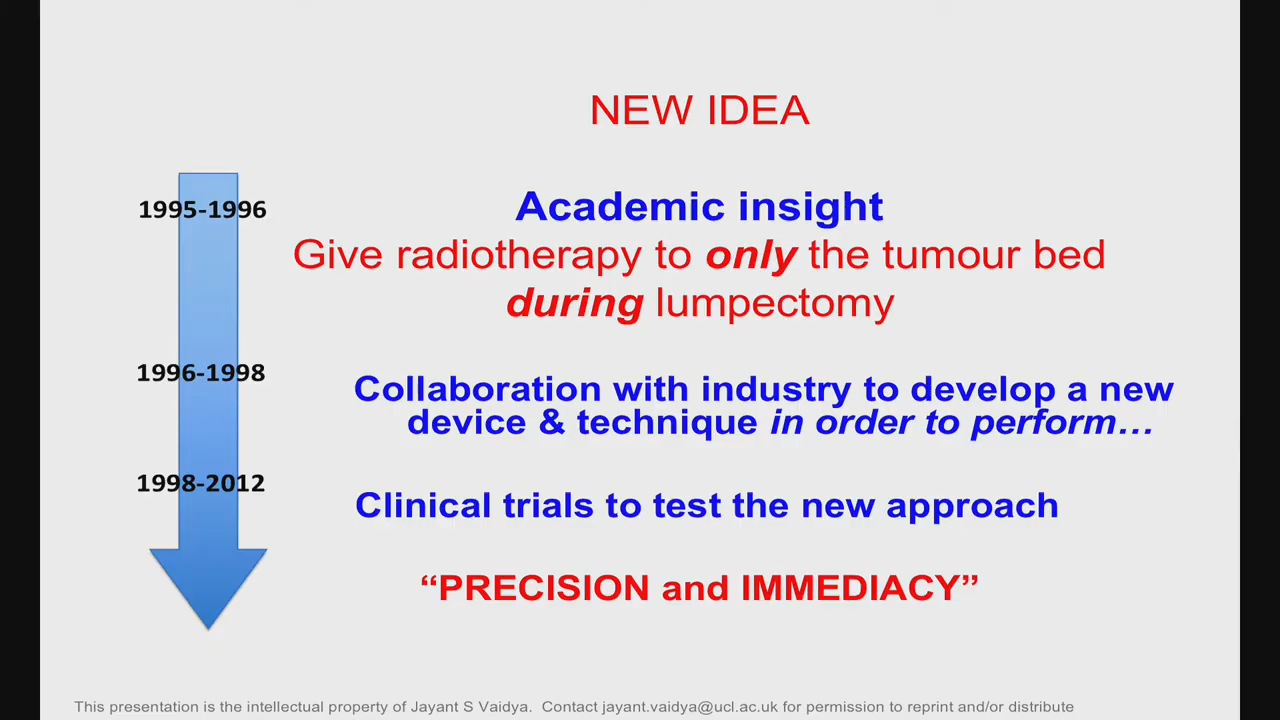 NEW IDEA
1995-1996
Academic insight
Give radiotherapy to only the tumour bed
during lumpectomy
1996-1998
Collaboration with industry to develop a new
device & technique in order to perform…
1998-2012
Clinical trials to test the new approach
“PRECISION and IMMEDIACY”
This presentation is the intellectual property of Jayant S Vaidya. Contact jayant.vaidya@ucl.ac.uk for permission to reprint and/or distribute